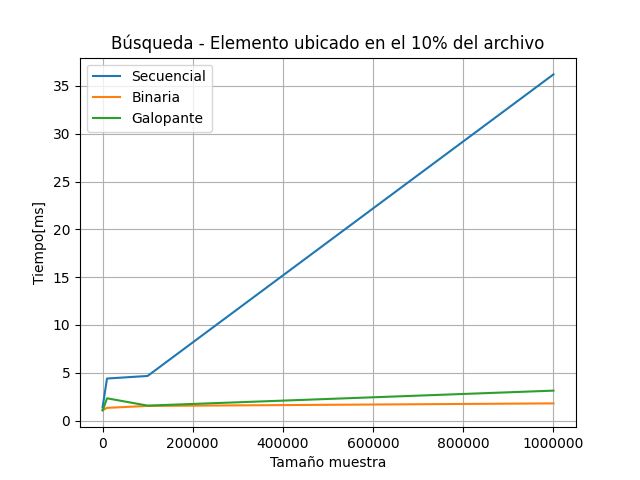 Búsqueda - Elemento ubicado en el 10% del archivo
Secuencial
Binaria
Galopante
35
30
25
20
15
10
5
0
Tiempo[ms]
0 200000 400000 600000 800000 1000000
Tamaño muestra